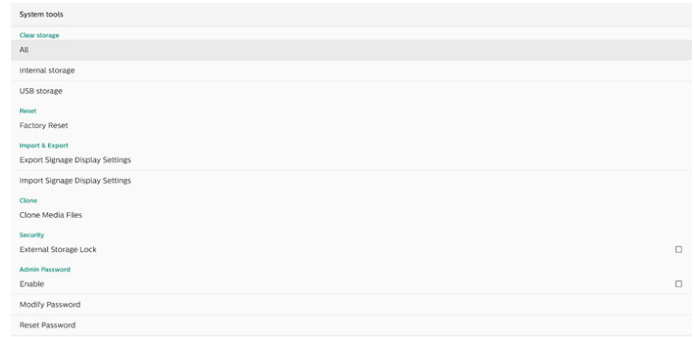 System tools
Clear storage
All
Internal storage
USB storage
Reset
Factory Reset
Import & Export
Export Signage Display Settings
Import Signage Display Settings
Clone
Clone Media Files
Security
External Storage Lock
Admin Password
Enable
Modify Password
Reset Password